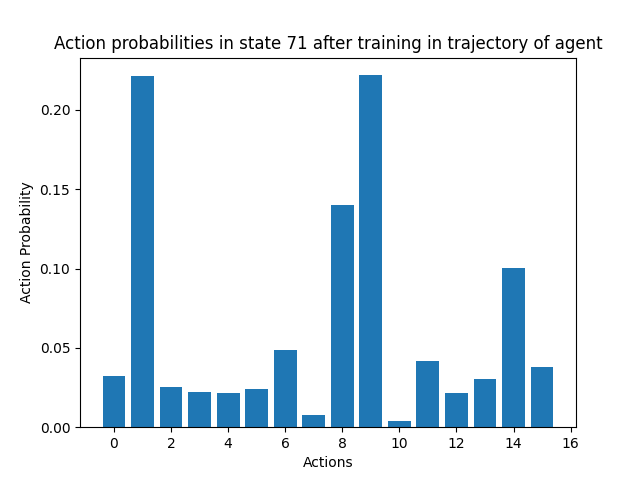 Action probabilities in state 71 after training in trajectory of agent
0.20
0.15
0.10
0.05
0.00
Action Probability
0 2 4 6 8 10 12 14 16
Actions